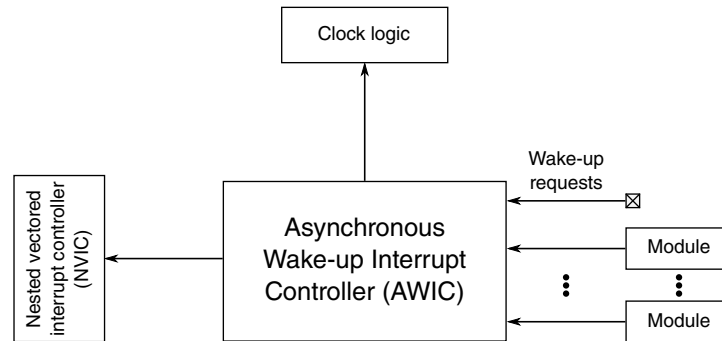 Clock logic
Wake-up
requests
Nested vectored
interrupt controller
(NVIC)
Asynchronous
Wake-up Interrupt
Controller (AWIC)
Module
Module